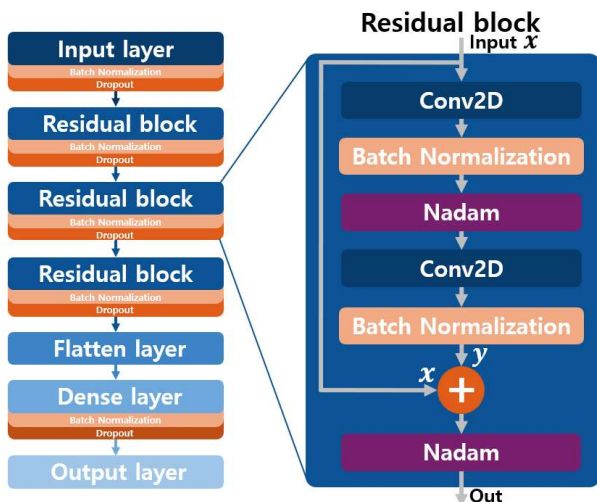 Input layer
Batch Normalization
Dropout
Residual block
Batch Normalization
Dropout
Residual block
Batch Normalization
Dropout
Residual block
Batch Normalization
Dropout
Flatten layer
Dense layer
Batch Normalization
Dropout
Output layer
Residual block
Input x
Conv2D
Batch Normalization
Nadam
Conv2D
Batch Normalization
y
x
+
Nadam
Out